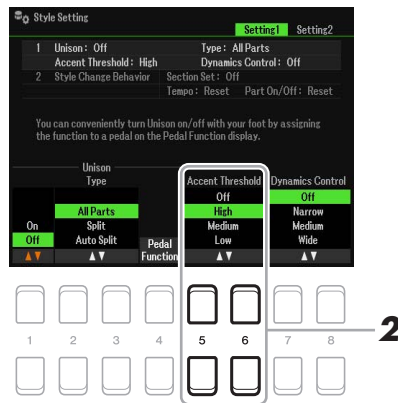 Style Setting
Setting1 Setting2
1 Unison : Off Type : All Parts
Accent Threshold : High Dynamics Control : Off
2 Style Change Behavior Section Set : Off
Tempo : Reset Part On/Off : Reset
You can conveniently turn Unison on/off with your foot by assigning
the function to a pedal on the Pedal Function display.
Unison
Type Accent Threshold Dynamics Control
Off Off
All Parts High Narrow
On Split Medium Medium
Off Auto Split Pedal Low Wide
▲▼ ▲▼ Function ▲▼ ▲▼
1 2 3 4 5 6 7 8
2